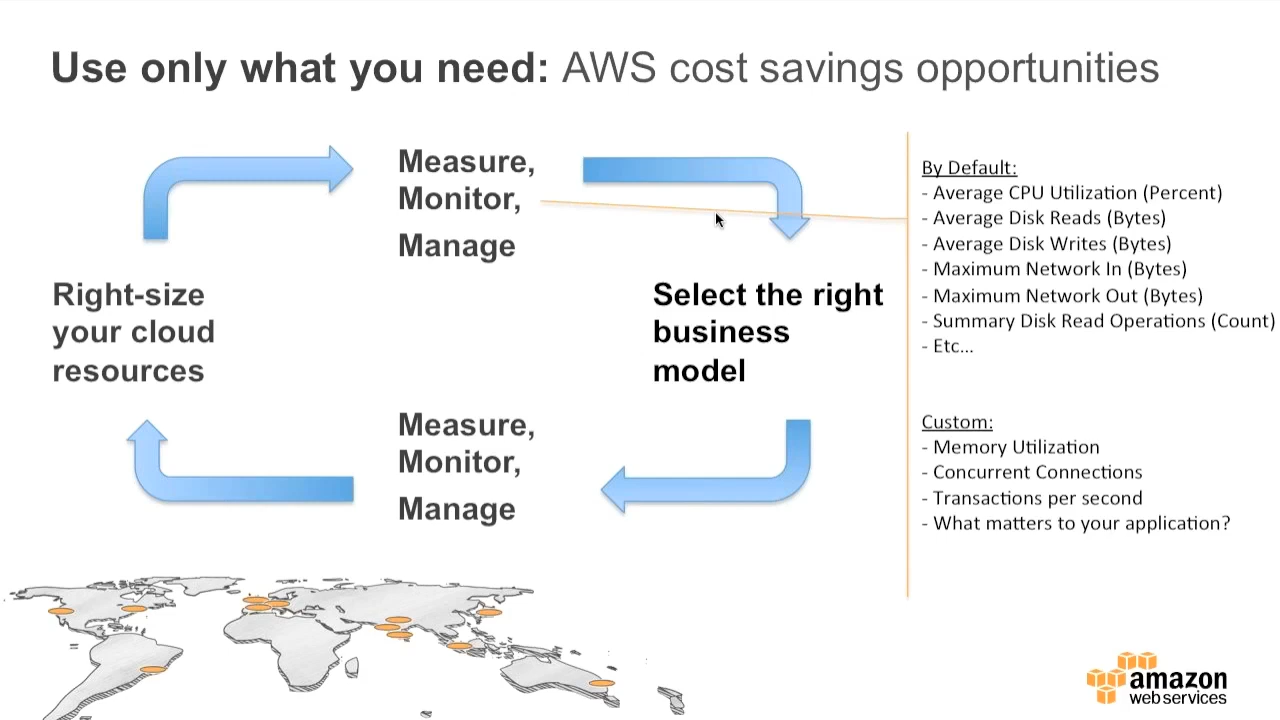 Use only what you need: AWS cost savings opportunities
Measure,
Monitor,
Manage
Right-size
your cloud
resources
Select the right
business
model
Measure,
Monitor,
Manage
By Default:
- Average CPU Utilization (Percent)
- Average Disk Reads (Bytes)
- Average Disk Writes (Bytes)
- Maximum Network In (Bytes)
- Maximum Network Out (Bytes)
- Summary Disk Read Operations (Count)
- Etc...
Custom:
- Memory Utilization
- Concurrent Connections
- Transactions per second
- What matters to your application?
amazon
web services